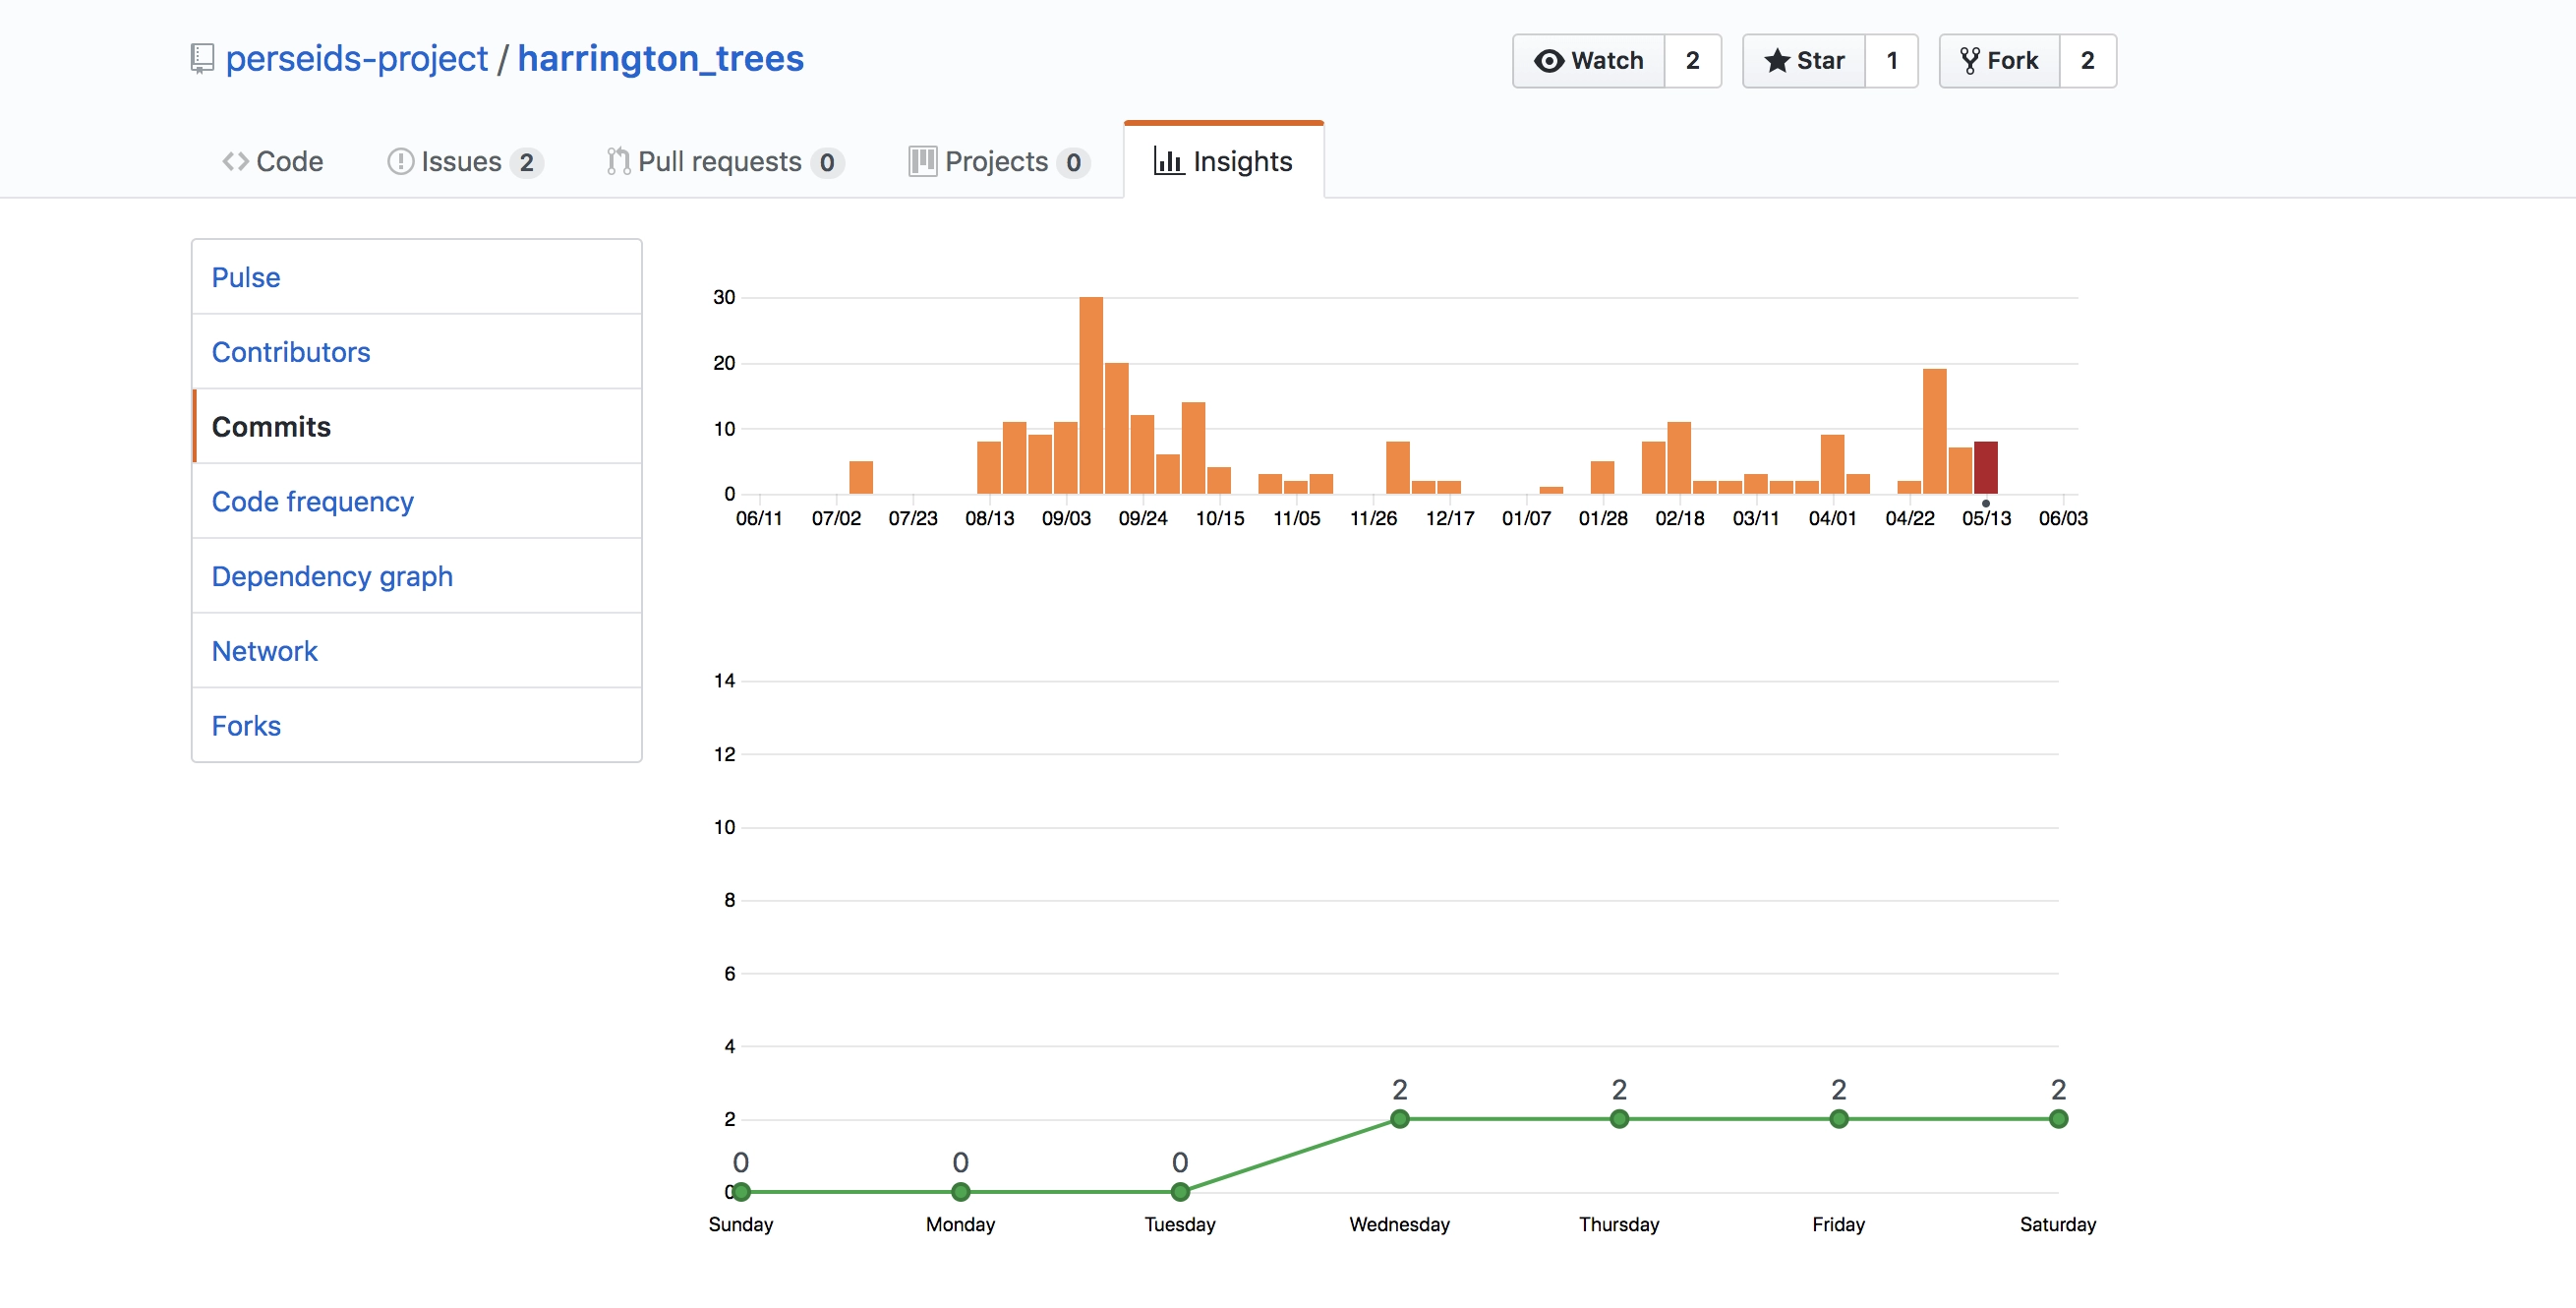 perseids-project / harrington_trees
Watch 2 Star 1 Fork 2
Code Issues 2 Pull requests 0 Projects 0 Insights
Pulse
Contributors
Commits
Code frequency
Dependency graph
Network
Forks
30
20
10
0
06/11 07/02 07/23 08/13 09/03 09/24 10/15 11/05 11/26 12/17 01/07 01/28 02/18 03/11 04/01 04/22 05/13 06/03
14
12
10
8
6
4
2 2 2 2
2
0 0 0
0
Sunday Monday Tuesday Wednesday Thursday Friday Saturday